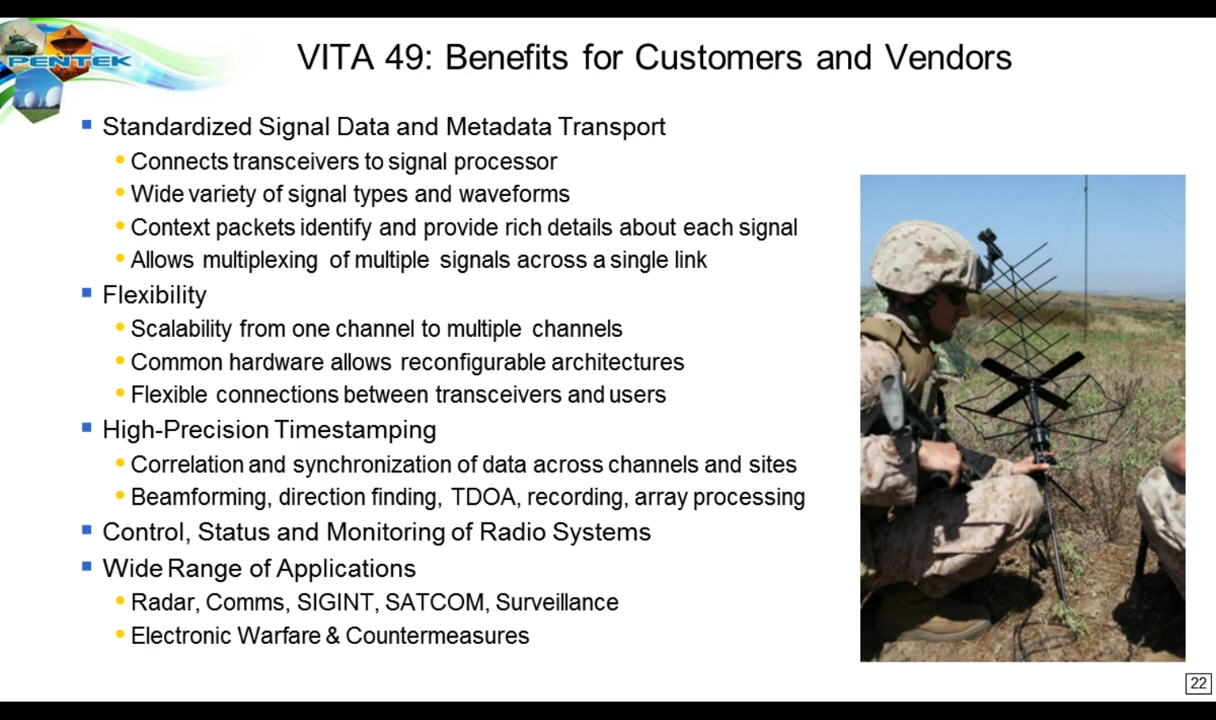 PENTEK
VITA 49: Benefits for Customers and Vendors
Standardized Signal Data and Metadata Transport
Connects transceivers to signal processor
Wide variety of signal types and waveforms
Context packets identify and provide rich details about each signal
Allows multiplexing of multiple signals across a single link
Flexibility
Scalability from one channel to multiple channels
Common hardware allows reconfigurable architectures
Flexible connections between transceivers and users
High-Precision Timestamping
Correlation and synchronization of data across channels and sites
Beamforming, direction finding, TDOA, recording, array processing
Control, Status and Monitoring of Radio Systems
Wide Range of Applications
Radar, Comms, SIGINT, SATCOM, Surveillance
Electronic Warfare & Countermeasures
22